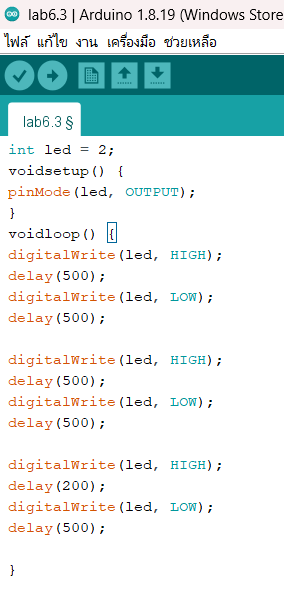 lab6.3 | Arduino 1.8.19 (Windows Store
ไฟล์ แก้ไข งาน เครื่องมือ ช่วยเหลือ
lab6.3 §
int led = 2;
voidsetup() {
pinMode(led, OUTPUT);
}
voidloop() {
digitalWrite(led, HIGH);
delay(500);
digitalWrite(led, LOW);
delay(500);
digitalWrite(led, HIGH);
delay(500);
digitalWrite(led, LOW);
delay(500);
digitalWrite(led, HIGH);
delay(200);
digitalWrite(led, LOW);
delay(500);
}